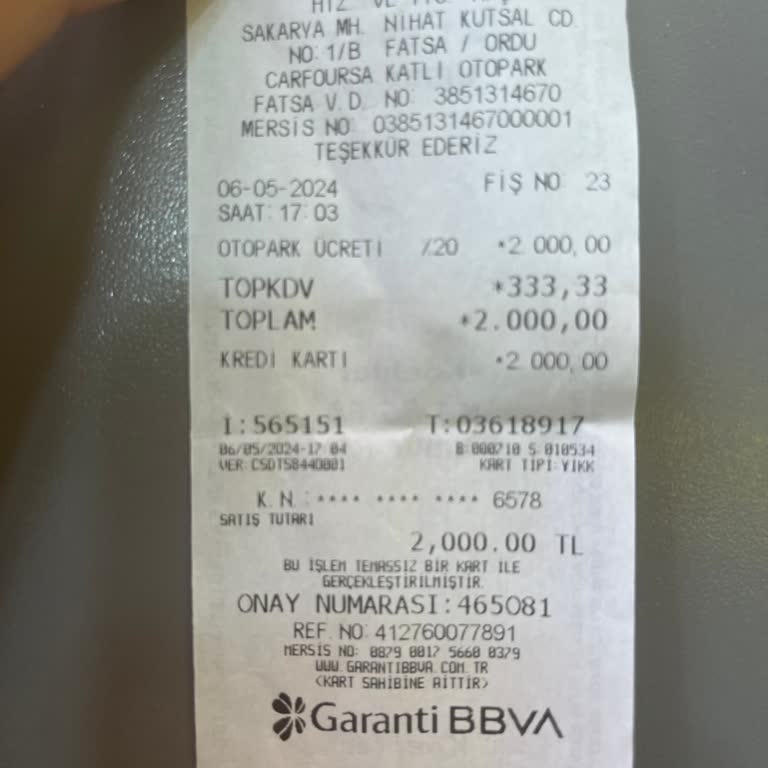 SAKARYA MH. NİHAT KUTSAL CD.
NO: 1/B FATSA / ORDU
CARFOURSA KATLI OTOPARK
FATSA V.D. NO: 3851314670
MERSİS NO: 0385131467000001
TEŞEKKÜR EDERİZ
06-05-2024 FİŞ NO: 23
SAAT: 17:03
OTOPARK ÜCRETİ %20 *2.000,00
TOPKDV *333,33
TOPLAM *2.000,00
KREDİ KARTI *2.000,00
İ:565151 T:03618917
06/05/2024-17:04 B:000710 S:010534
VER:CSDT58440001 KART TIPI:YIKK
K.N.:**** **** **** 6578
SATIŞ TUTARI
2,000.00 TL
BU İŞLEM TEMASSIZ BİR KART İLE
GERÇEKLEŞTİRİLMİŞTİR.
ONAY NUMARASI:465081
REF. NO:412760077891
MERSİS NO: 0879 0017 5660 0379
WWW.GARANTIBBVA.COM.TR
<KART SAHİBİNE AİTTİR>
Garanti BBVA